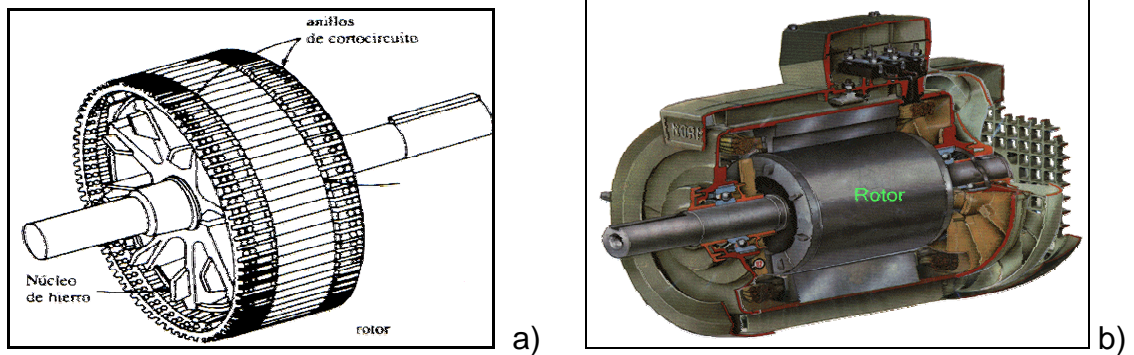 anillos
de cortocircuito
Núcleo
de hierro
rotor
a)
Rotor
b)